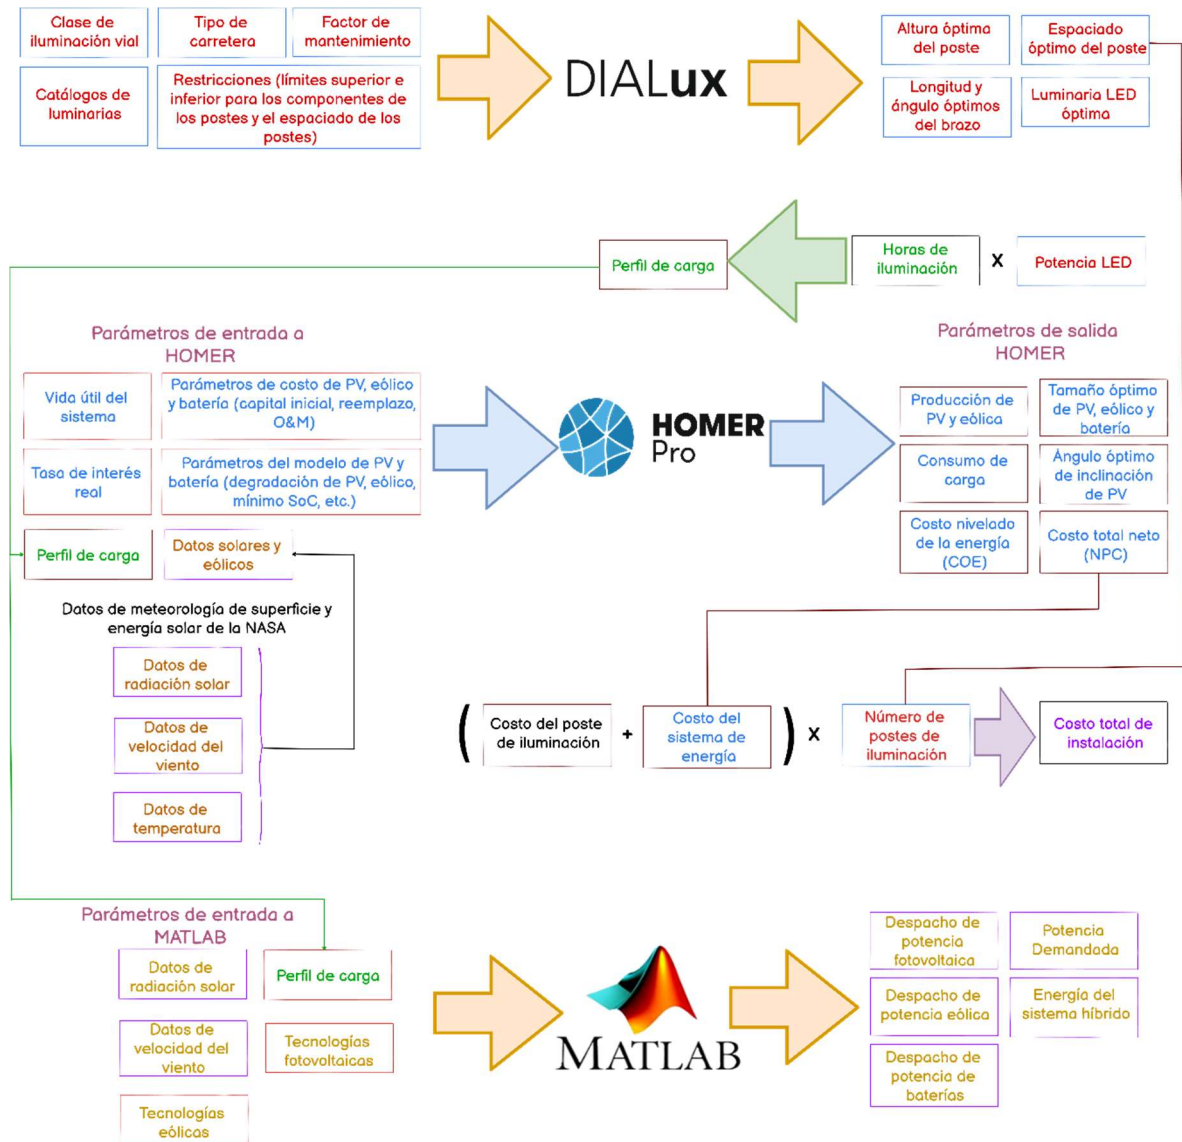 Clase de
iluminación vial
Tipo de
carretera
Factor de
mantenimiento
Catálogos de
luminarias
Restricciones (límites superior e
inferior para los componentes de
los postes y el espaciado de los
postes)
DIALux
Altura óptima
del poste
Espaciado
óptimo del poste
Longitud y
ángulo óptimos
del brazo
Luminaria LED
óptima
Perfil de carga
Horas de
iluminación
X
Potencia LED
Parámetros de entrada a
HOMER
Vida útil del
sistema
Parámetros de costo de PV, eólico
y batería (capital inicial, reemplazo,
O&M)
Tasa de interés
real
Parámetros del modelo de PV y
batería (degradación de PV, eólico,
mínimo SoC, etc.)
Perfil de carga
Datos solares y
eólicos
HOMER
Pro
Parámetros de salida
HOMER
Producción de
PV y eólica
Tamaño óptimo
de PV, eólico y
batería
Consumo de
carga
Ángulo óptimo
de inclinación
de PV
Costo nivelado
de la energía
(COE)
Costo total neto
(NPC)
Datos de meteorología de superficie y
energía solar de la NASA
Datos de
radiación solar
Datos de
velocidad del
viento
Datos de
temperatura
(
Costo del poste
de iluminación
+
Costo del
sistema de
energía
)
X
Número de
postes de
iluminación
Costo total de
instalación
Parámetros de entrada a
MATLAB
Datos de
radiación solar
Perfil de carga
Datos de
velocidad del
viento
Tecnologías
fotovoltaicas
Tecnologías
eólicas
MATLAB
Despacho de
potencia
fotovoltaica
Potencia
Demandada
Despacho de
potencia eólica
Energía del
sistema híbrido
Despacho de
potencia de
baterías